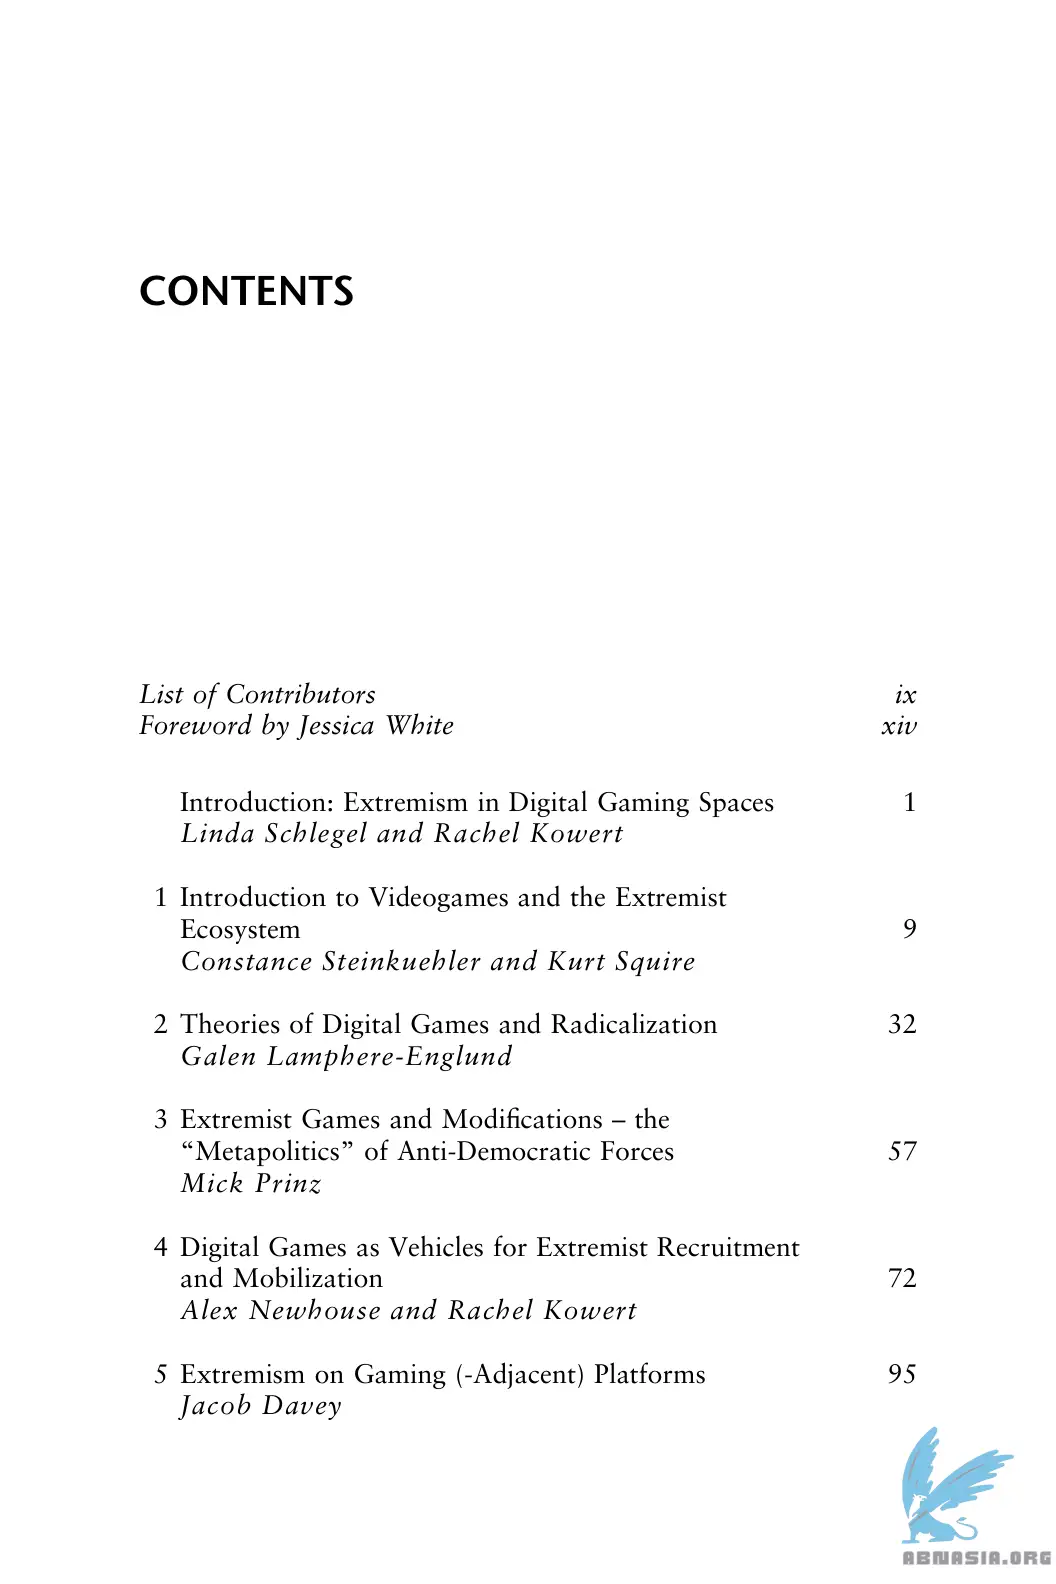 CONTENTS
List of Contributors ix
Foreword by Jessica White xiv
Introduction: Extremism in Digital Gaming Spaces 1
Linda Schlegel and Rachel Kowert
1 Introduction to Videogames and the Extremist
Ecosystem 9
Constance Steinkuehler and Kurt Squire
2 Theories of Digital Games and Radicalization 32
Galen Lamphere-Englund
3 Extremist Games and Modifications – the
“Metapolitics” of Anti-Democratic Forces 57
Mick Prinz
4 Digital Games as Vehicles for Extremist Recruitment
and Mobilization 72
Alex Newhouse and Rachel Kowert
5 Extremism on Gaming (-Adjacent) Platforms 95
Jacob Davey
ABNASIA.ORG